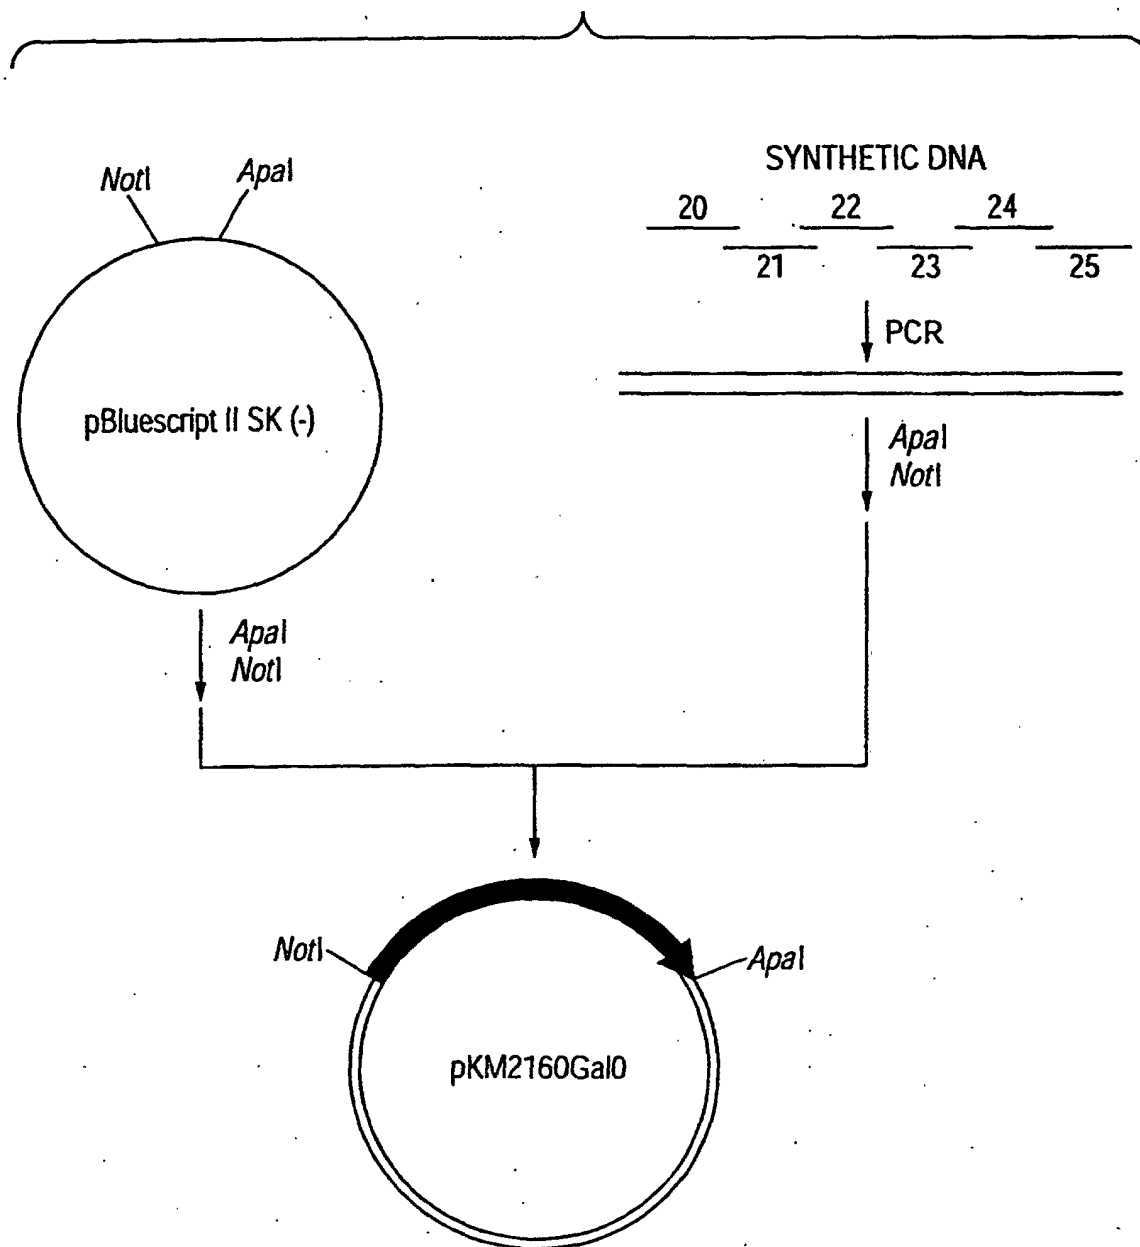 NotI
ApaI
pBluescript II SK (-)
ApaI
NotI
SYNTHETIC DNA
20
22
24
21
23
25
PCR
ApaI
NotI
NotI
ApaI
pKM2160Gal0